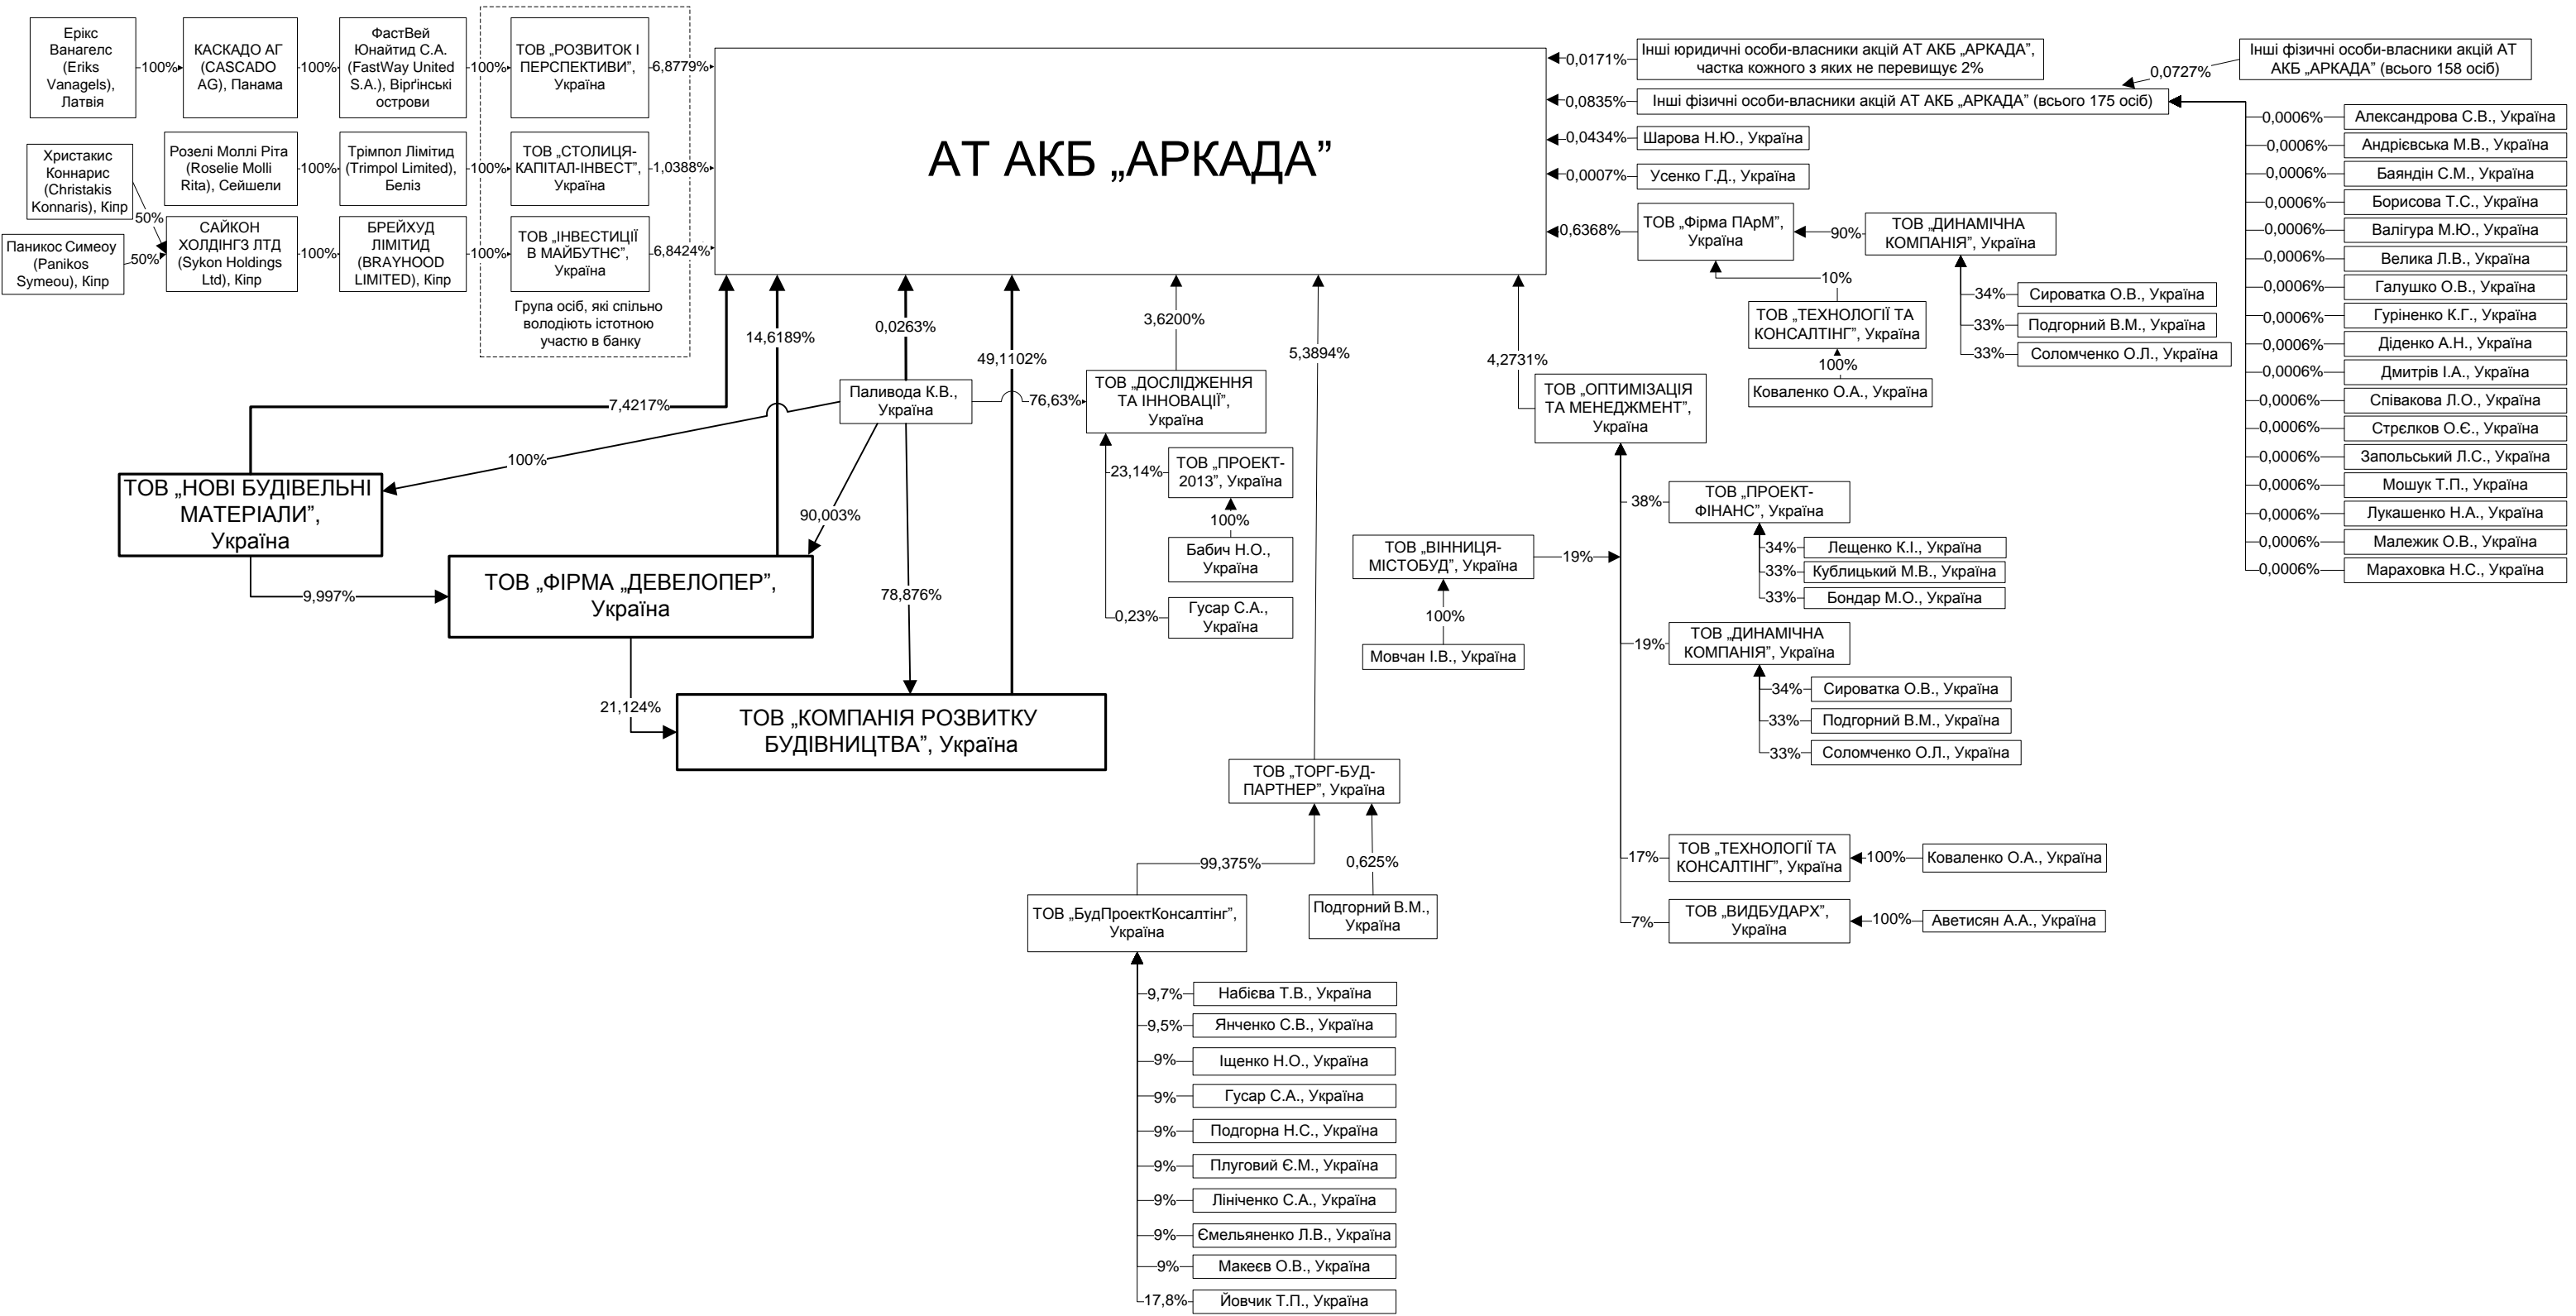 Ерікс
Ванагелс
(Eriks
Vanagels),
Латвія
100%
КАСКАДО АГ
(CASCADO
AG), Панама
100%
ФастВей
Юнайтид С.А.
(FastWay United
S.A.), Вірґінські
острови
100%
ТОВ „РОЗВИТОК І
ПЕРСПЕКТИВИ”,
Україна
6,8779%
Христакис
Коннарис
(Christakis
Konnaris), Кіпр
50%
Розелі Моллі Ріта
(Roselie Molli
Rita), Сейшели
100%
Трімпол Лімітид
(Trimpol Limited),
Беліз
100%
ТОВ „СТОЛИЦЯ-
КАПІТАЛ-ІНВЕСТ”,
Україна
1,0388%
Паникос Симеоу
(Panikos
Symeou), Кіпр
50%
САЙКОН
ХОЛДІНГЗ ЛТД
(Sykon Holdings
Ltd), Кіпр
100%
БРЕЙХУД
ЛІМІТИД
(BRAYHOOD
LIMITED), Кіпр
100%
ТОВ „ІНВЕСТИЦІЇ
В МАЙБУТНЄ”,
Україна
6,8424%
Група осіб, які спільно
володіють істотною
участю в банку
АТ АКБ „АРКАДА”
0,0171%
Інші юридичні особи-власники акцій АТ АКБ „АРКАДА”,
частка кожного з яких не перевищує 2%
0,0835%
Інші фізичні особи-власники акцій АТ АКБ „АРКАДА” (всього 175 осіб)
0,0727%
Інші фізичні особи-власники акцій АТ
АКБ „АРКАДА” (всього 158 осіб)
0,0434%
Шарова Н.Ю., Україна
0,0007%
Усенко Г.Д., Україна
0,6368%
ТОВ „Фірма ПАрМ”,
Україна
90%
ТОВ „ДИНАМІЧНА
КОМПАНІЯ”, Україна
10%
ТОВ „ТЕХНОЛОГІЇ ТА
КОНСАЛТІНГ”, Україна
100%
Коваленко О.А., Україна
34%
Сироватка О.В., Україна
33%
Подгорний В.М., Україна
33%
Соломченко О.Л., Україна
0,0006%
Александрова С.В., Україна
0,0006%
Андрієвська М.В., Україна
0,0006%
Баяндін С.М., Україна
0,0006%
Борисова Т.С., Україна
0,0006%
Валігура М.Ю., Україна
0,0006%
Велика Л.В., Україна
0,0006%
Галушко О.В., Україна
0,0006%
Гуріненко К.Г., Україна
0,0006%
Діденко А.Н., Україна
0,0006%
Дмитрів І.А., Україна
0,0006%
Співакова Л.О., Україна
0,0006%
Стрєлков О.Є., Україна
0,0006%
Запольський Л.С., Україна
0,0006%
Мошук Т.П., Україна
0,0006%
Лукашенко Н.А., Україна
0,0006%
Малежик О.В., Україна
0,0006%
Мараховка Н.С., Україна
7,4217%
14,6189%
0,0263%
49,1102%
3,6200%
5,3894%
4,2731%
Паливода К.В.,
Україна
76,63%
ТОВ „ДОСЛІДЖЕННЯ
ТА ІННОВАЦІЇ”,
Україна
23,14%
ТОВ „ПРОЕКТ-
2013”, Україна
100%
Бабич Н.О.,
Україна
0,23%
Гусар С.А.,
Україна
100%
90,003%
78,876%
ТОВ „НОВІ БУДІВЕЛЬНІ
МАТЕРІАЛИ”,
Україна
9,997%
ТОВ „ФІРМА „ДЕВЕЛОПЕР”,
Україна
21,124%
ТОВ „КОМПАНІЯ РОЗВИТКУ
БУДІВНИЦТВА”, Україна
ТОВ „ОПТИМІЗАЦІЯ
ТА МЕНЕДЖМЕНТ”,
Україна
ТОВ „ВІННИЦЯ-
МІСТОБУД”, Україна
19%
100%
Мовчан І.В., Україна
38%
ТОВ „ПРОЕКТ-
ФІНАНС”, Україна
34%
Лещенко К.І., Україна
33%
Кублицький М.В., Україна
33%
Бондар М.О., Україна
19%
ТОВ „ДИНАМІЧНА
КОМПАНІЯ”, Україна
34%
Сироватка О.В., Україна
33%
Подгорний В.М., Україна
33%
Соломченко О.Л., Україна
17%
ТОВ „ТЕХНОЛОГІЇ ТА
КОНСАЛТІНГ”, Україна
100%
Коваленко О.А., Україна
7%
ТОВ „ВИДБУДАРХ”,
Україна
100%
Аветисян А.А., Україна
ТОВ „ТОРГ-БУД-
ПАРТНЕР”, Україна
99,375%
0,625%
ТОВ „БудПроектКонсалтінг”,
Україна
Подгорний В.М.,
Україна
9,7%
Набієва Т.В., Україна
9,5%
Янченко С.В., Україна
9%
Іщенко Н.О., Україна
9%
Гусар С.А., Україна
9%
Подгорна Н.С., Україна
9%
Плуговий Є.М., Україна
9%
Лініченко С.А., Україна
9%
Ємельяненко Л.В., Україна
9%
Макеєв О.В., Україна
17,8%
Йовчик Т.П., Україна